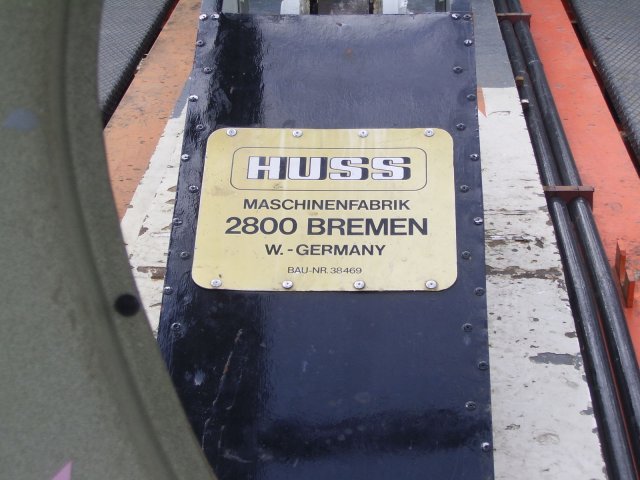 HUSS
MASCHINENFABRIK
2800 BREMEN
W.-GERMANY
BAU-NR. 38469